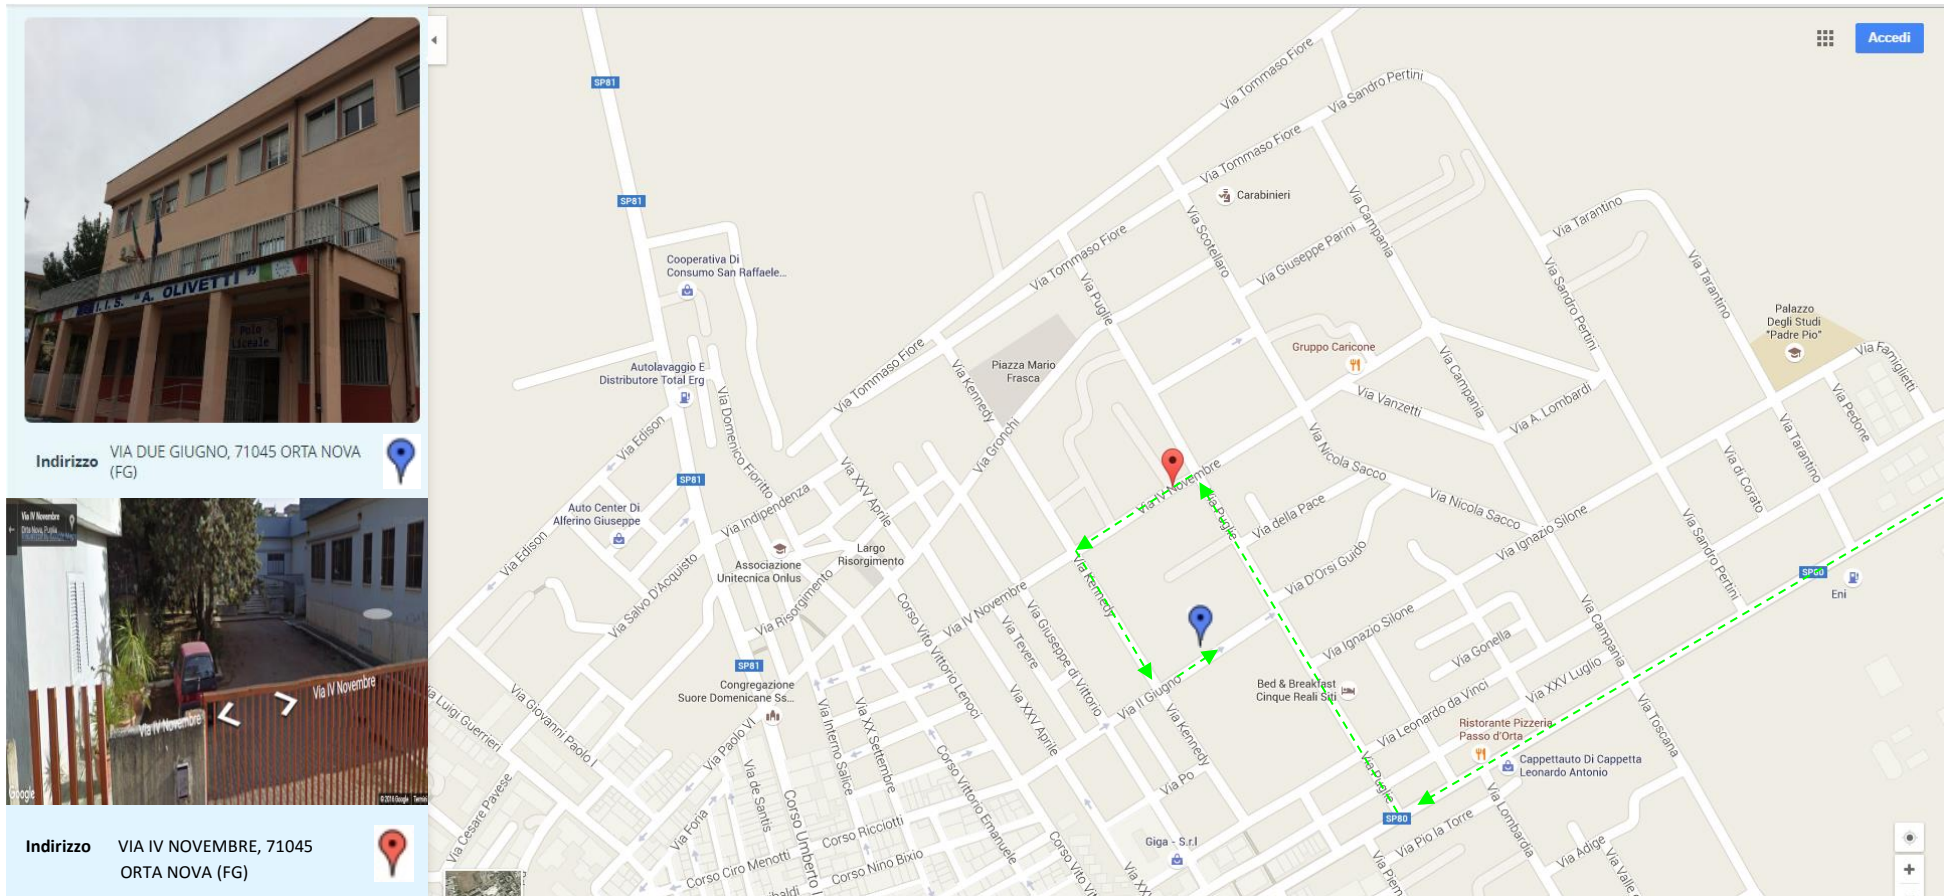 I.I.S. "A. OLIVETTI"
Polo
Liceale
Indirizzo
VIA DUE GIUGNO, 71045 ORTA NOVA
(FG)
Via IV Novembre
Orta Nova, Puglia
Via IV Novembre
Via IV Novembre
Google
© 2016 Google
Indirizzo
VIA IV NOVEMBRE, 71045
ORTA NOVA (FG)
Accedi
SP81
Via Tommaso Fiore
Via Sandro Pertini
Via Tommaso Fiore
SP81
Carabinieri
Via Scotellaro
Via Campania
Via Tarantino
Via Tommaso Fiore
Via Giuseppe Parini
Cooperativa Di
Consumo San Raffaele...
Via Puglie
Via Sandro Pertini
Via Tarantino
Palazzo
Degli Studi
"Padre Pio"
Via Famiglietti
Gruppo Caricone
Piazza Mario
Frasca
Via Tommaso Fiore
Via Kennedy
Autolavaggio E
Distributore Total Erg
Via Campania
Via Vanzetti
Via A. Lombardi
Via Pedone
Via Edison
Via Domenico Fioritto
Via Gronchi
Via Tarantino
Via di Corato
Via Nicola Sacco
SP81
Via XXV Aprile
Via IV Novembre
Via Nicola Sacco
Auto Center Di
Alferino Giuseppe
Via Indipendenza
Via Puglie
Via della Pace
Via Ignazio Silone
Via Sandro Pertini
Via Edison
Associazione
Unitecnica Onlus
Largo
Risorgimento
Via Salvo D'Acquisto
Via Risorgimento
Via Kennedy
Via D'Orsi Guido
SP80
Eni
Corso Vito Vittorio Lenoci
Via IV Novembre
Via Tevere
Via Giuseppe di Vittorio
Via Ignazio Silone
Via Gonella
Via Campania
SP81
Congregazione
Suore Domenicane Ss...
Via II Giugno
Bed & Breakfast
Cinque Reali Siti
Via Leonardo da Vinci
Via XXV Luglio
Via Luigi Guerrieri
Via Giovanni Paolo I
Via Paolo VI
Via Interno Salice
Via XX Settembre
Via XXV Aprile
Via Kennedy
Ristorante Pizzeria
Passo d'Orta
Via Toscana
Cappettauto Di Cappetta
Leonardo Antonio
Via Puglie
Via Po
Via Cesare Pavese
Via Foria
Via de Santis
Corso Umberto I
Corso Vittorio Emanuele
Corso Ricciotti
SP80
Via Lombardia
Giga - S.r.l
Via Pio la Torre
Via Adige
Corso Ciro Menotti
Corso Nino Bixio